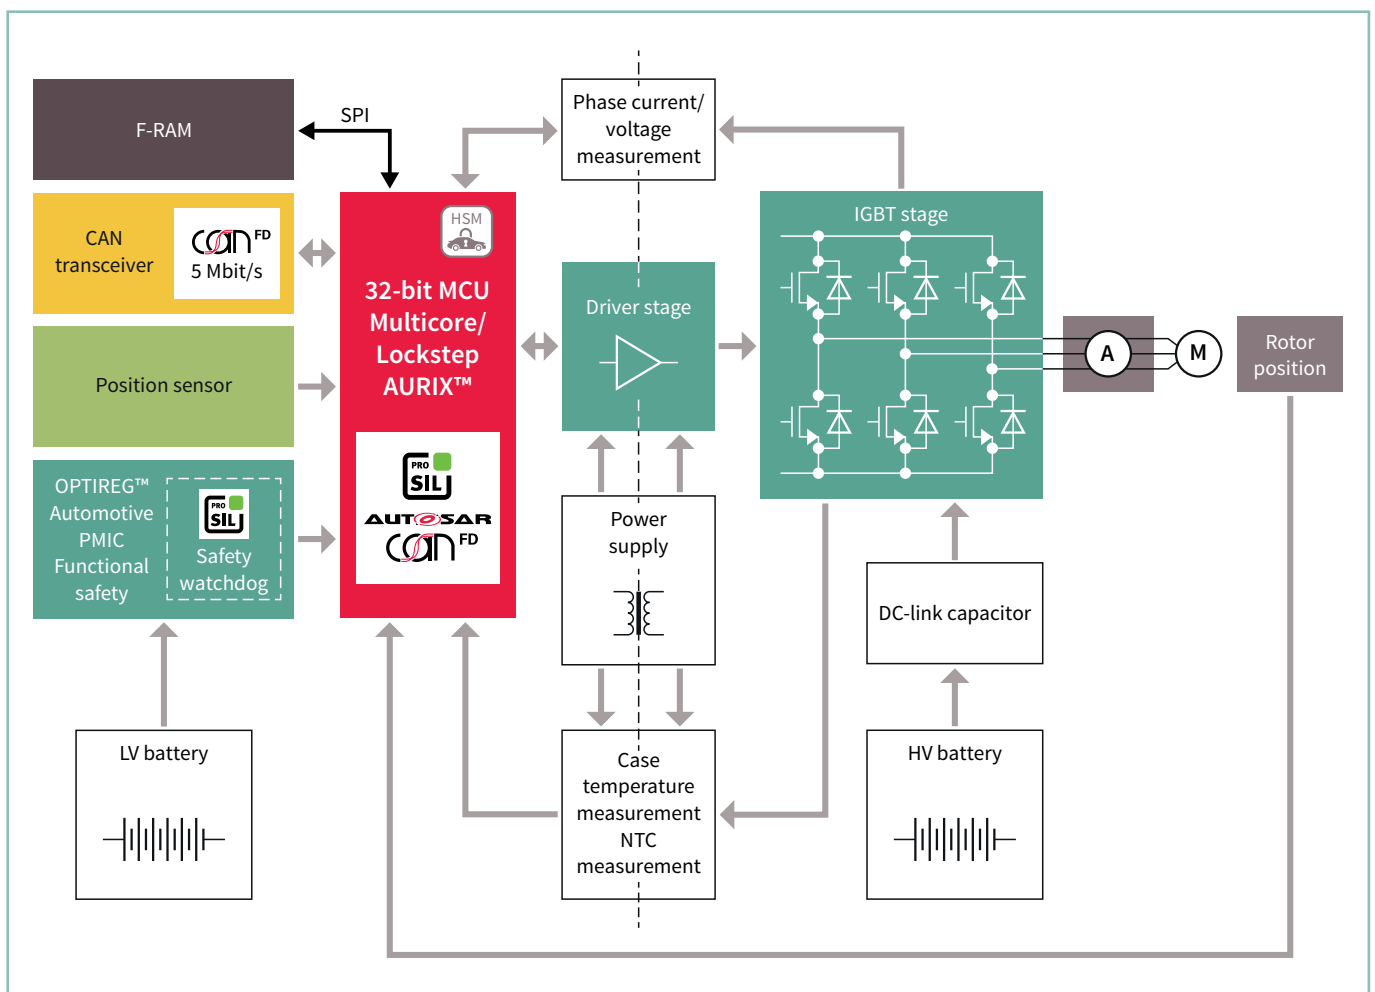 F-RAM
SPI
Phase current/
voltage
measurement
CAN
transceiver
CAN FD
5 Mbit/s
HSM
32-bit MCU
Multicore/
Lockstep
AURIX™
PRO
SIL
AUTOSAR
CAN FD
Driver stage
IGBT stage
A
M
Rotor
position
Position sensor
OPTIREG™
Automotive
PMIC
Functional
safety
PRO
SIL
Safety
watchdog
Power
supply
DC-link capacitor
LV battery
Case
temperature
measurement
NTC
measurement
HV battery